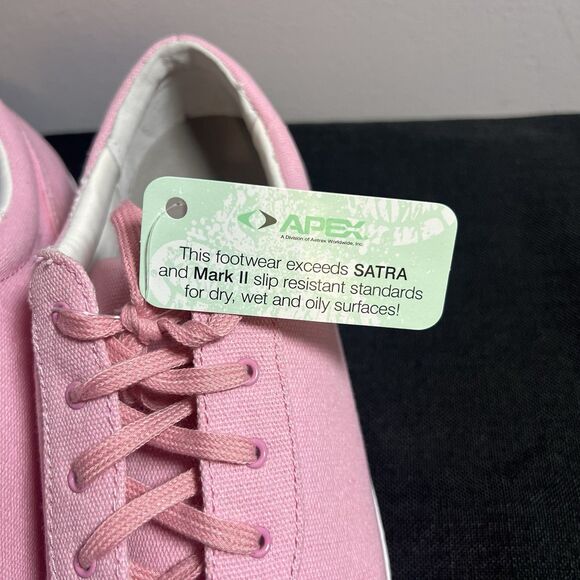 APEX
A Division of Aetrex Worldwide, Inc.
This footwear exceeds SATRA
and Mark II slip resistant standards
for dry, wet and oily surfaces!